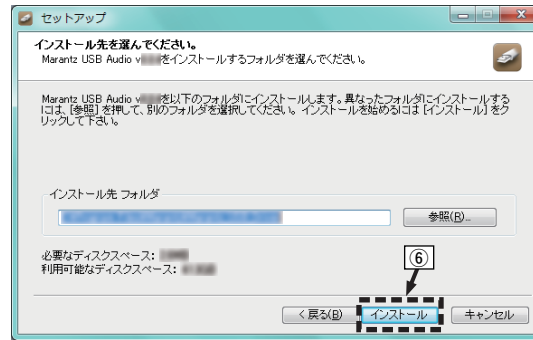 セットアップ
インストール先を選んでください。
Marantz USB Audio v をインストールするフォルダを選んでください。
Marantz USB Audio v を以下のフォルダにインストールします。異なったフォルダにインストールする
には、[参照] を押して、別のフォルダを選択してください。インストールを始めるには [インストール] をク
リックして下さい。
インストール先 フォルダ
参照(R)...
必要なディスクスペース:
利用可能なディスクスペース:
⑥
< 戻る(B)
インストール
キャンセル